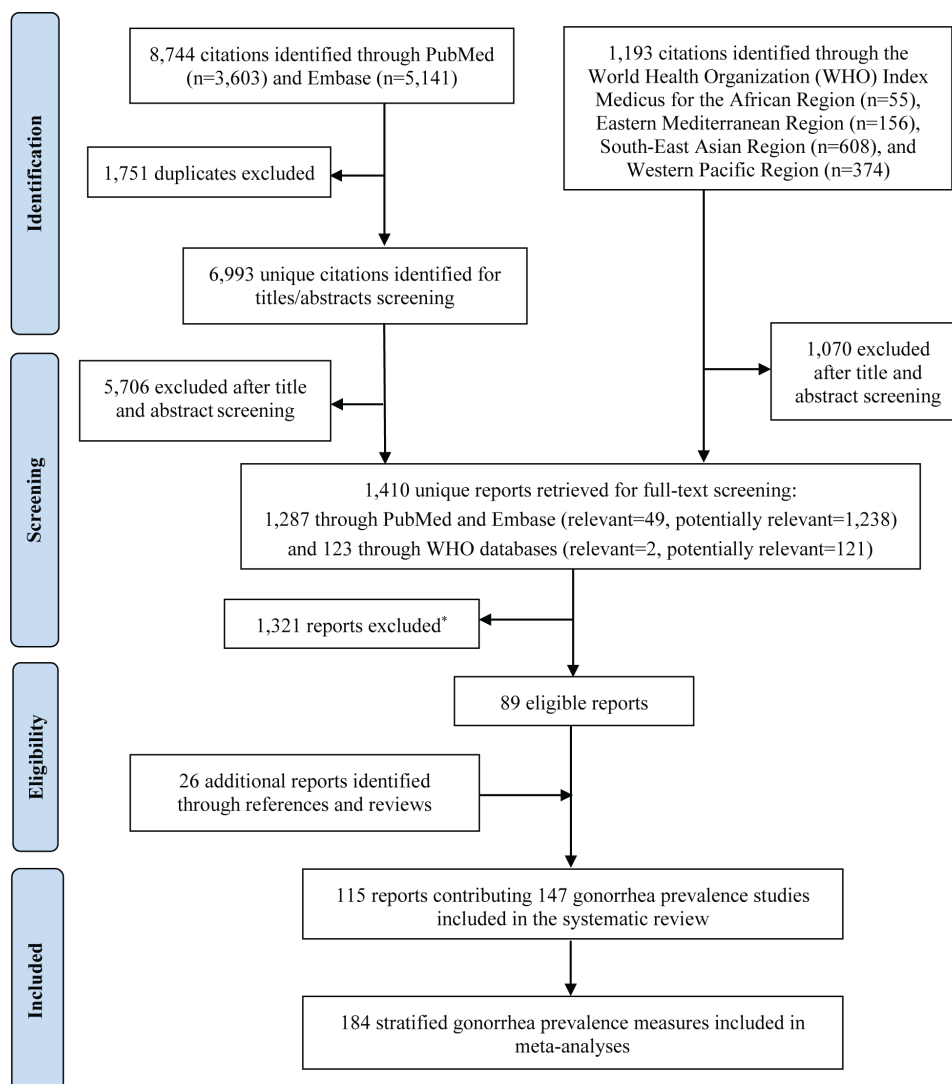 Identification
8,744 citations identified through PubMed
(n=3,603) and Embase (n=5,141)
1,193 citations identified through the
World Health Organization (WHO) Index
Medicus for the African Region (n=55),
Eastern Mediterranean Region (n=156),
South-East Asian Region (n=608), and
Western Pacific Region (n=374)
1,751 duplicates excluded
6,993 unique citations identified for
titles/abstracts screening
Screening
5,706 excluded after title
and abstract screening
1,070 excluded
after title and
abstract screening
1,410 unique reports retrieved for full-text screening:
1,287 through PubMed and Embase (relevant=49, potentially relevant=1,238)
and 123 through WHO databases (relevant=2, potentially relevant=121)
1,321 reports excluded*
Eligibility
89 eligible reports
26 additional reports identified
through references and reviews
Included
115 reports contributing 147 gonorrhea prevalence studies
included in the systematic review
184 stratified gonorrhea prevalence measures included in
meta-analyses